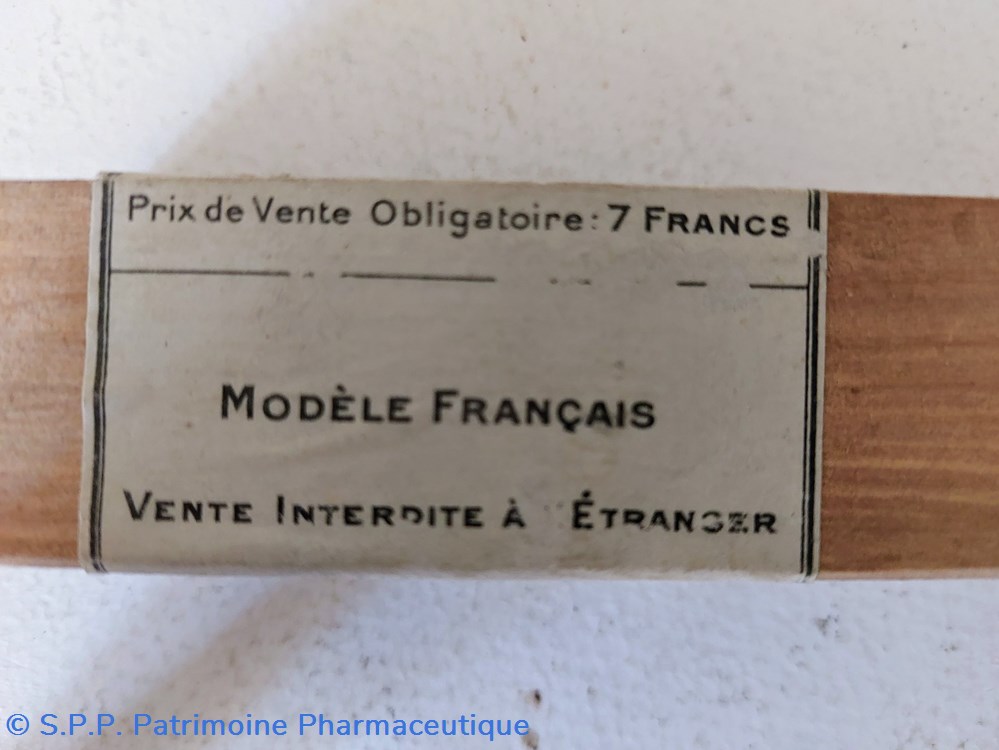 Prix de Vente Obligatoire: 7 FRANCS
MODÈLE FRANÇAIS
VENTE INTERDITE À ÉTRANGER
© S.P.P. Patrimoine Pharmaceutique